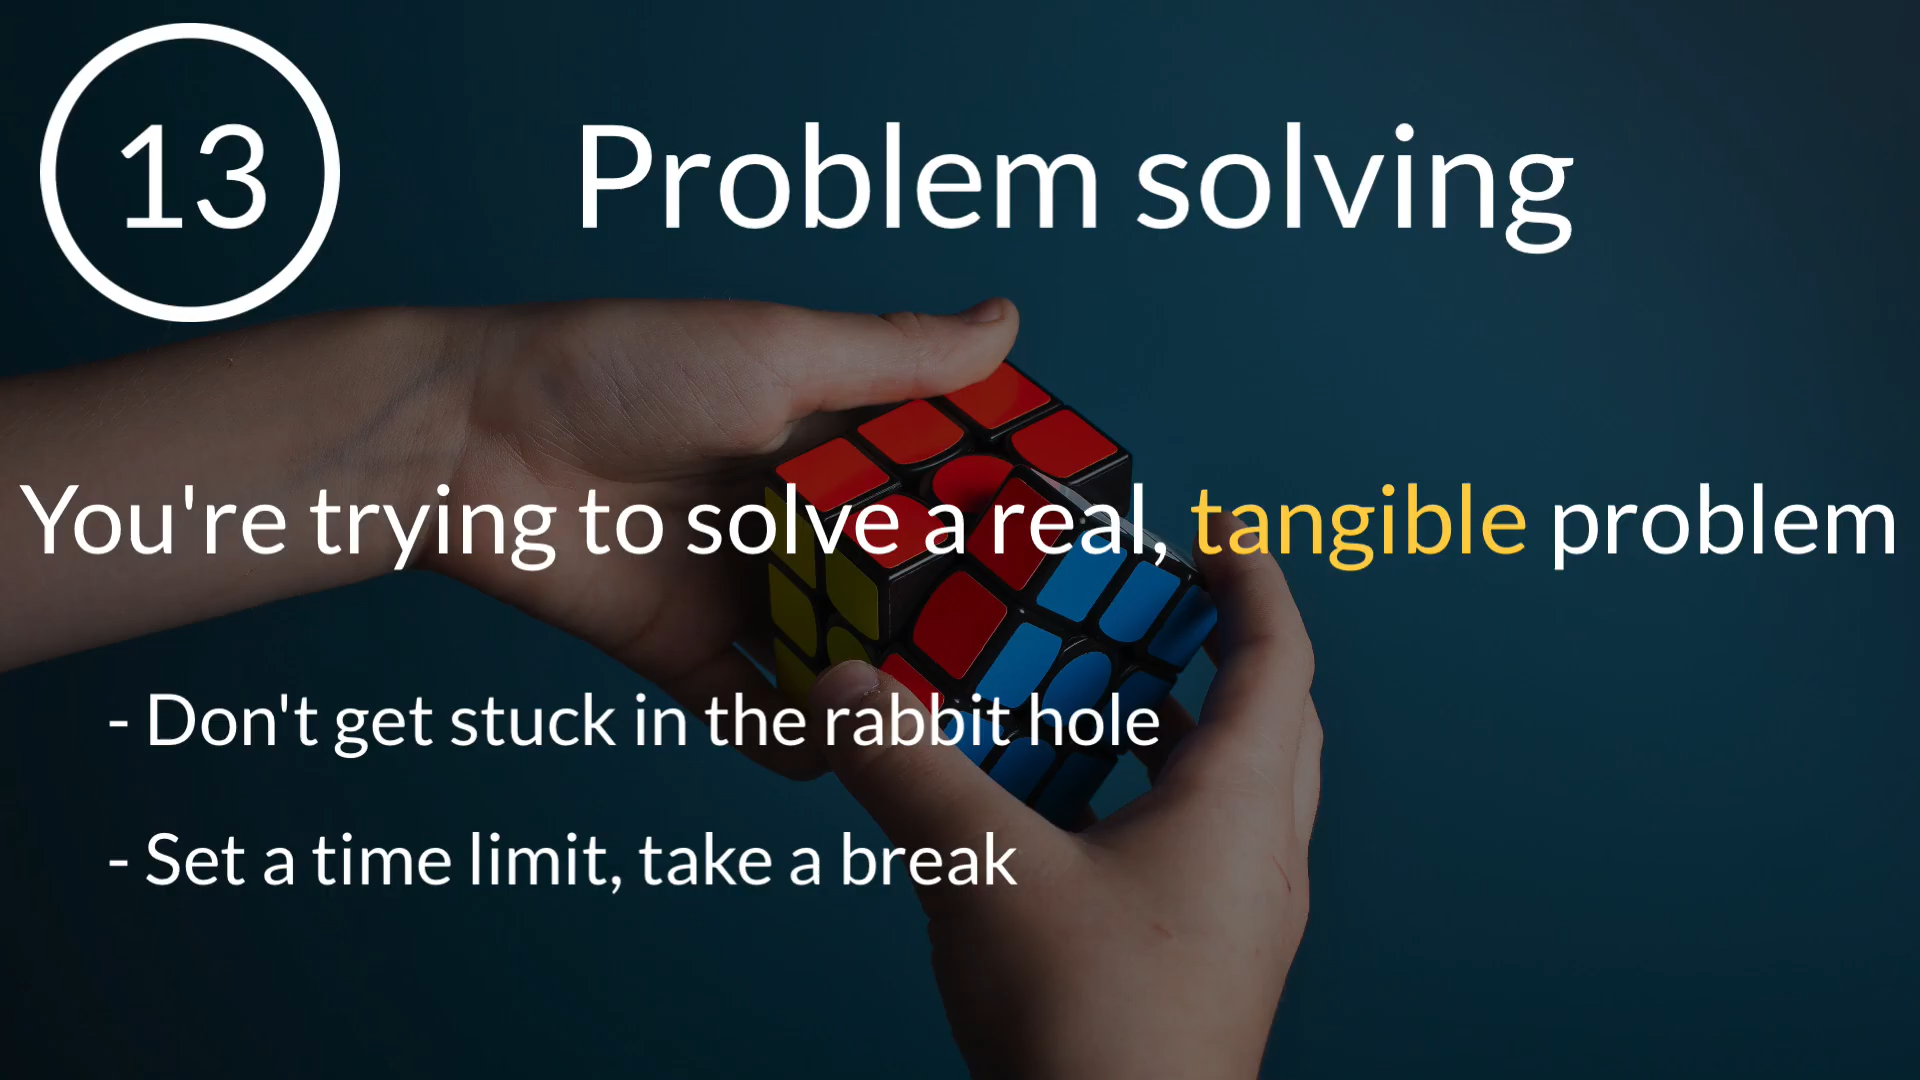 13
Problem solving
You're trying to solve a real, tangible problem
- Don't get stuck in the rabbit hole
- Set a time limit, take a break